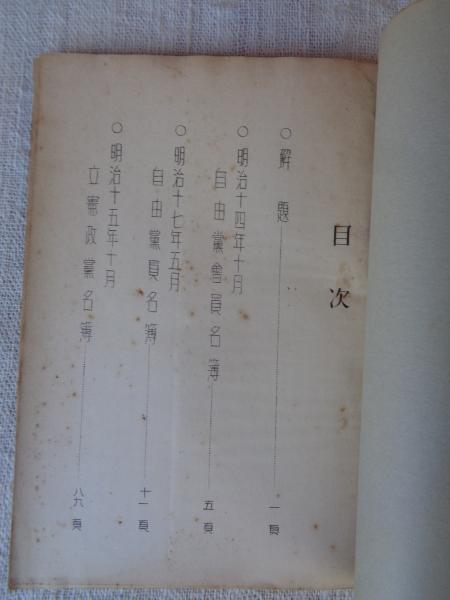 目次
○解題 一頁
○明治十四年十月
自由黨會員名簿 五頁
○明治十七年五月
自由黨員名簿 十一頁
○明治十五年十月
立憲政黨名簿 八九頁